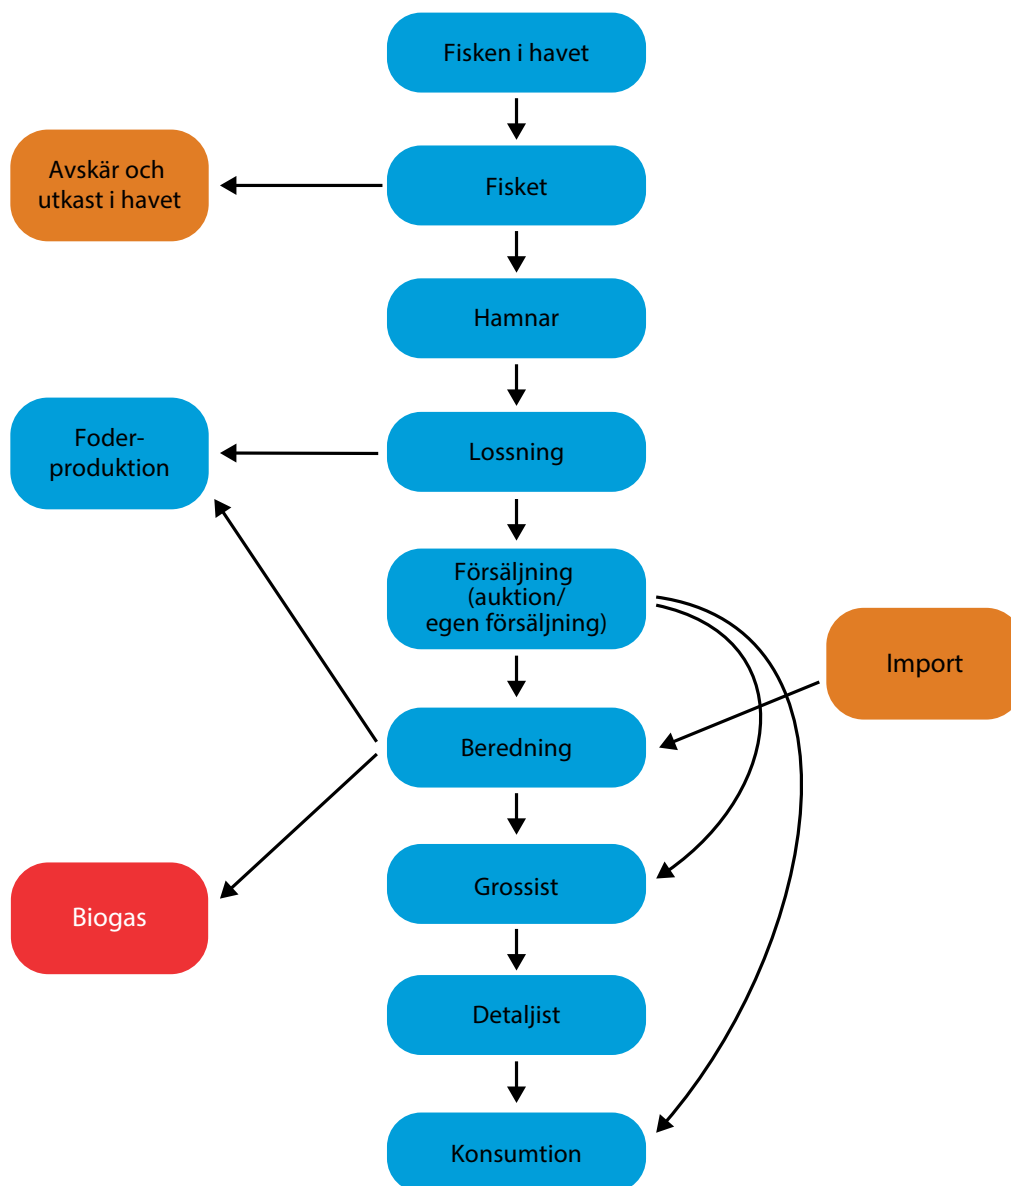 Fisken i havet
Avskär och
utkast i havet
Fisket
Hamnar
Foder-
produktion
Lossning
Försäljning
(auktion/
egen försäljning)
Import
Beredning
Biogas
Grossist
Detaljist
Konsumtion